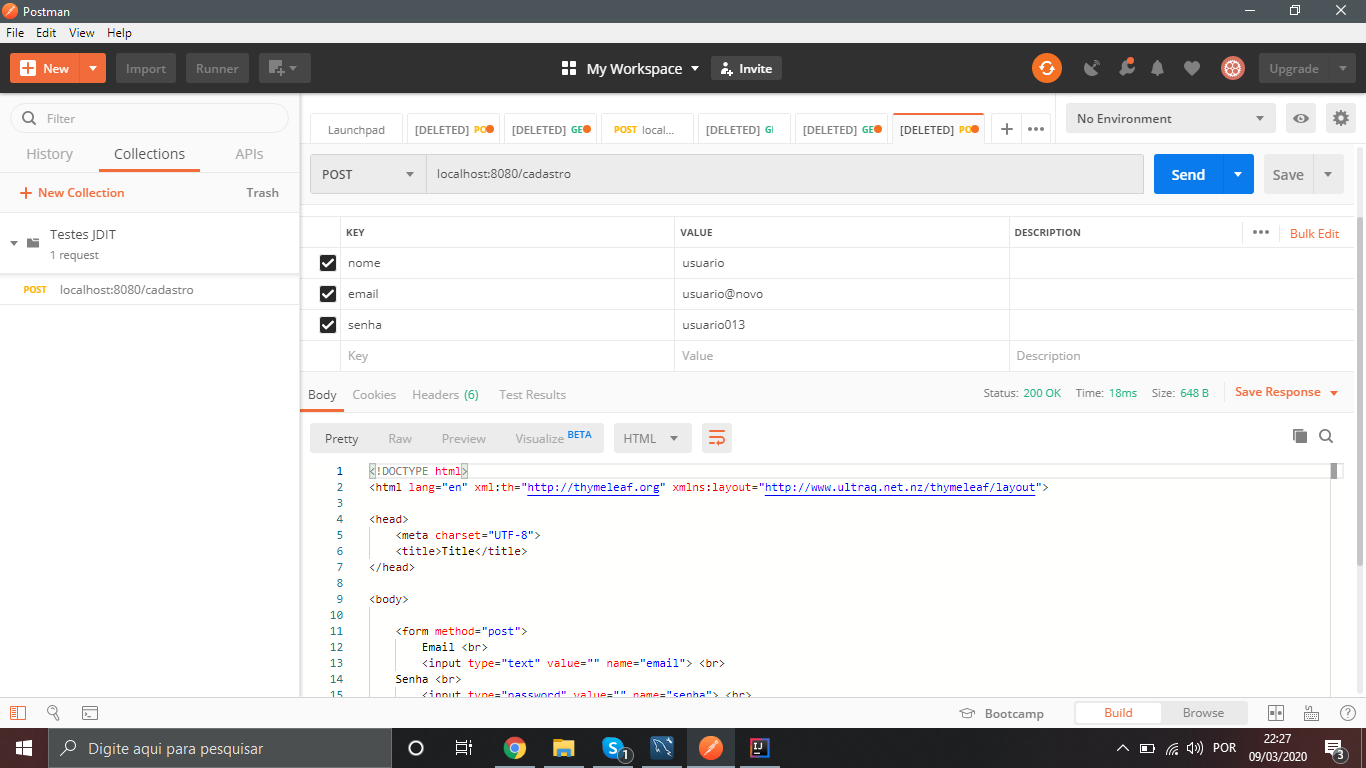 Postman
File Edit View Help
New Import Runner My Workspace Invite Upgrade
Filter
History Collections APIs
New Collection Trash
Testes JDIT
1 request
POST localhost:8080/cadastro
Launchpad [DELETED] PO [DELETED] GE POST local... [DELETED] GI [DELETED] GE [DELETED] PO No Environment
POST localhost:8080/cadastro Send Save
KEY VALUE DESCRIPTION Bulk Edit
nome usuario
email usuario@novo
senha usuario013
Key Value Description
Body Cookies Headers (6) Test Results Status: 200 OK Time: 18ms Size: 648 B Save Response
Pretty Raw Preview Visualize BETA HTML
1 <!DOCTYPE html>
2 <html lang="en" xml:th="http://thymeleaf.org" xmlns:layout="http://www.ultraq.net.nz/thymeleaf/layout">
3
4 <head>
5 <meta charset="UTF-8">
6 <title>Title</title>
7 </head>
8
9 <body>
10
11 <form method="post">
12 Email <br>
13 <input type="text" value="" name="email"> <br>
14 Senha <br>
15 <input type="password" value="" name="senha"> <br>
Bootcamp Build Browse
Digite aqui para pesquisar 1 POR 22:27
09/03/2020 3